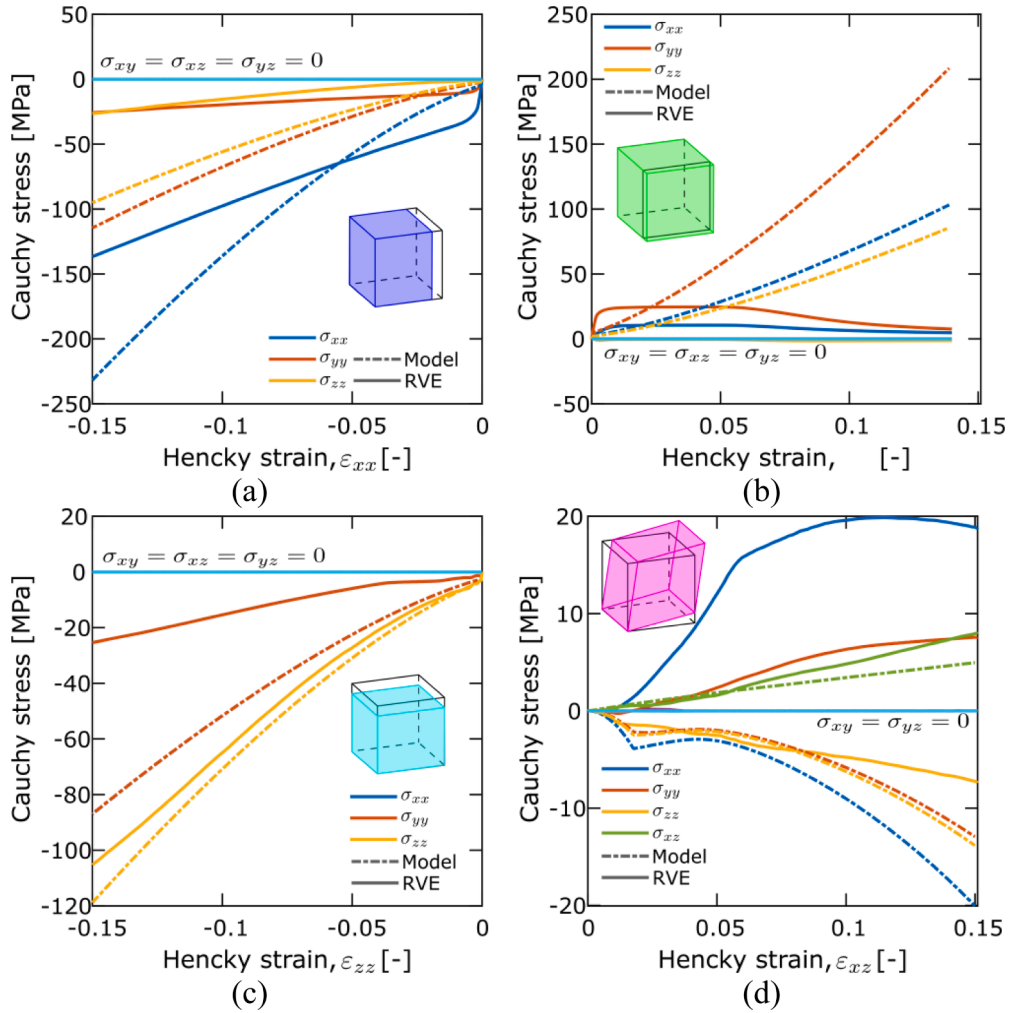 50
0
-50
-100
-150
-200
-250
Cauchy stress [MPa]
σxy = σxz = σyz = 0
σxx
σyy
σzz
Model
RVE
-0.15
-0.1
-0.05
0
Hencky strain, εxx [-]
(a)
250
200
150
100
50
0
50
Cauchy stress [MPa]
σxx
σyy
σzz
Model
RVE
σxy = σxz = σyz = 0
0
0.05
0.1
0.15
Hencky strain, [-]
(b)
20
0
-20
-40
-60
-80
-100
-120
Cauchy stress [MPa]
σxy = σxz = σyz = 0
σxx
σyy
σzz
Model
RVE
-0.15
-0.1
-0.05
0
Hencky strain, εzz [-]
(c)
20
10
0
-10
-20
Cauchy stress [MPa]
σxy = σyz = 0
σxx
σyy
σzz
σxz
Model
RVE
0
0.05
0.1
0.15
Hencky strain, εxz [-]
(d)